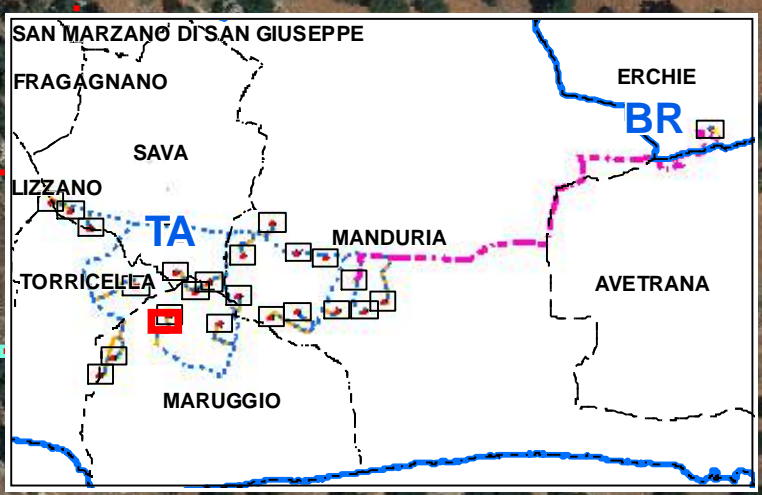 SAN MARZANO DI SAN GIUSEPPE
FRAGAGNANO
ERCHIE
BR
SAVA
LIZZANO
TA
MANDURIA
TORRICELLA
AVETRANA
MARUGGIO